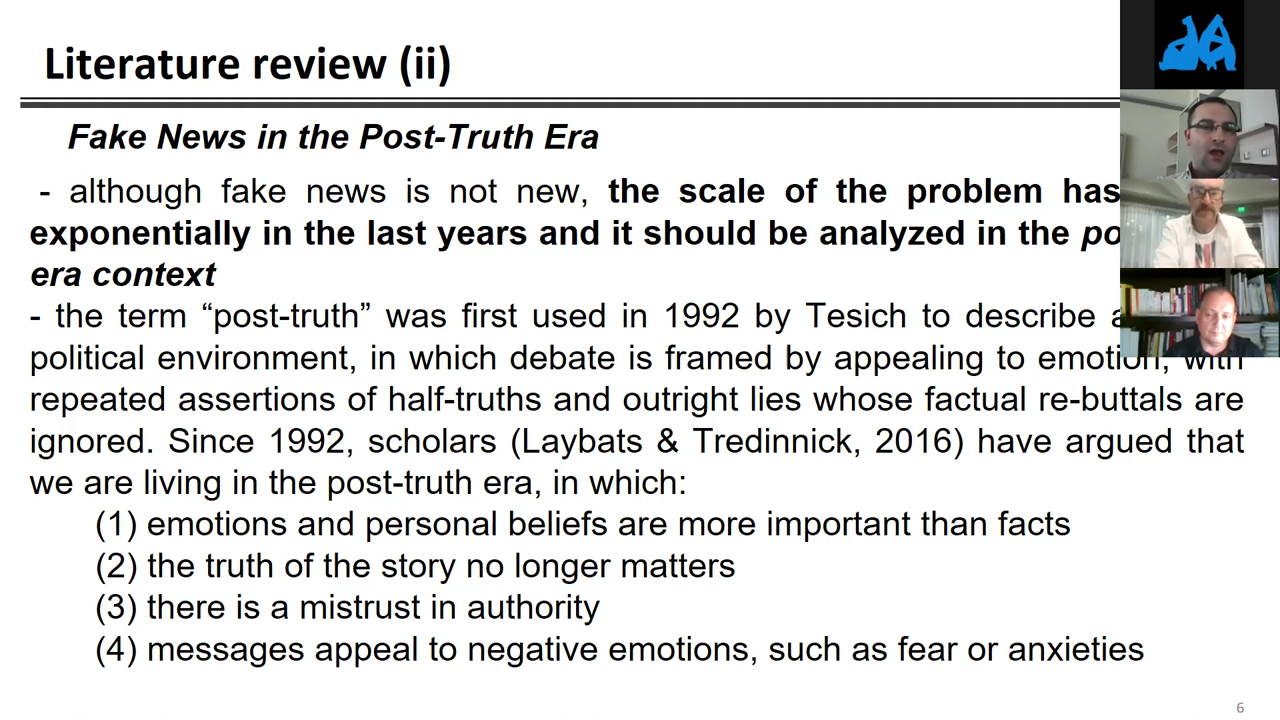 Literature review (ii)
Fake News in the Post-Truth Era
- although fake news is not new, the scale of the problem has
exponentially in the last years and it should be analyzed in the
era context
- the term “post-truth” was first used in 1992 by Tesich to describe
political environment, in which debate is framed by appealing to emotion, with
repeated assertions of half-truths and outright lies whose factual re-buttals are
ignored. Since 1992, scholars (Laybats & Tredinnick, 2016) have argued that
we are living in the post-truth era, in which:
(1) emotions and personal beliefs are more important than facts
(2) the truth of the story no longer matters
(3) there is a mistrust in authority
(4) messages appeal to negative emotions, such as fear or anxieties
6